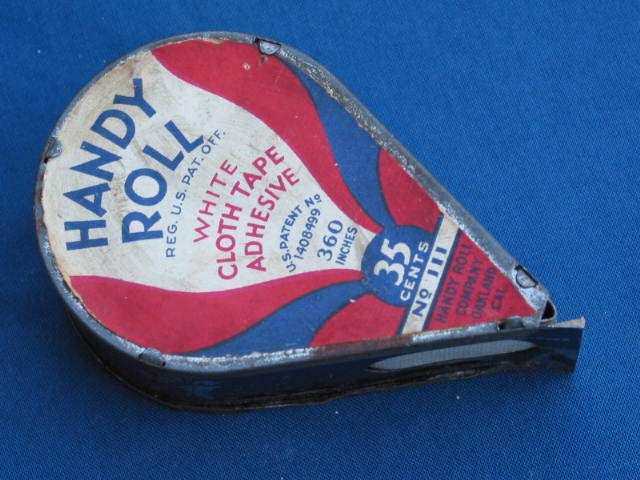 HANDY
ROLL
REG. U.S. PAT. OFF.
WHITE
CLOTH TAPE
ADHESIVE
U.S. PATENT No
1408499
360
INCHES
35
CENTS
No 111
HANDY ROLL
COMPANY
OAKLAND,
CAL.